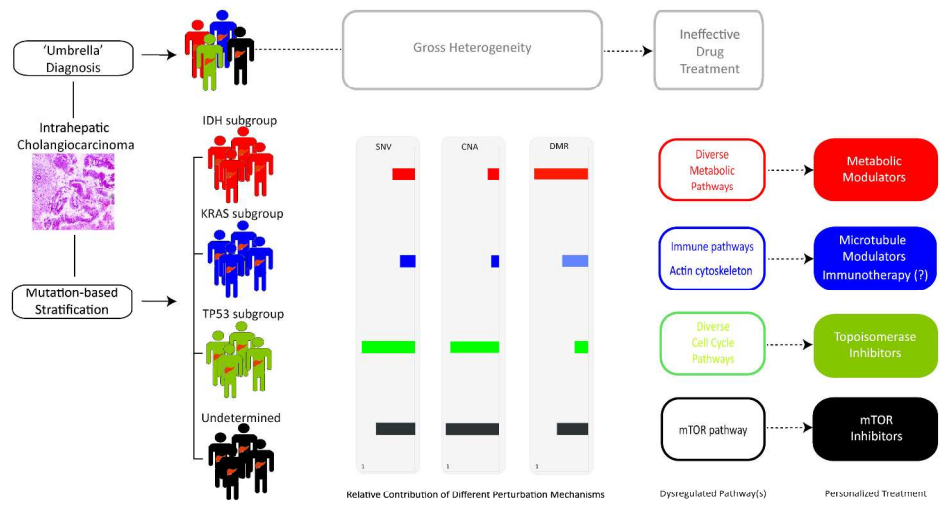 'Umbrella'
Diagnosis
Gross Heterogeneity
Ineffective
Drug
Treatment
Intrahepatic
Cholangiocarcinoma
Mutation-based
Stratification
IDH subgroup
KRAS subgroup
TP53 subgroup
Undetermined
SNV
CNA
DMR
1
1
1
Relative Contribution of Different Perturbation Mechanisms
Diverse
Metabolic
Pathways
Metabolic
Modulators
Immune pathways
Actin cytoskeleton
Microtubule
Modulators
Immunotherapy (?)
Diverse
Cell Cycle
Pathways
Topoisomerase
Inhibitors
mTOR pathway
mTOR
Inhibitors
Dysregulated Pathway(s)
Personalized Treatment